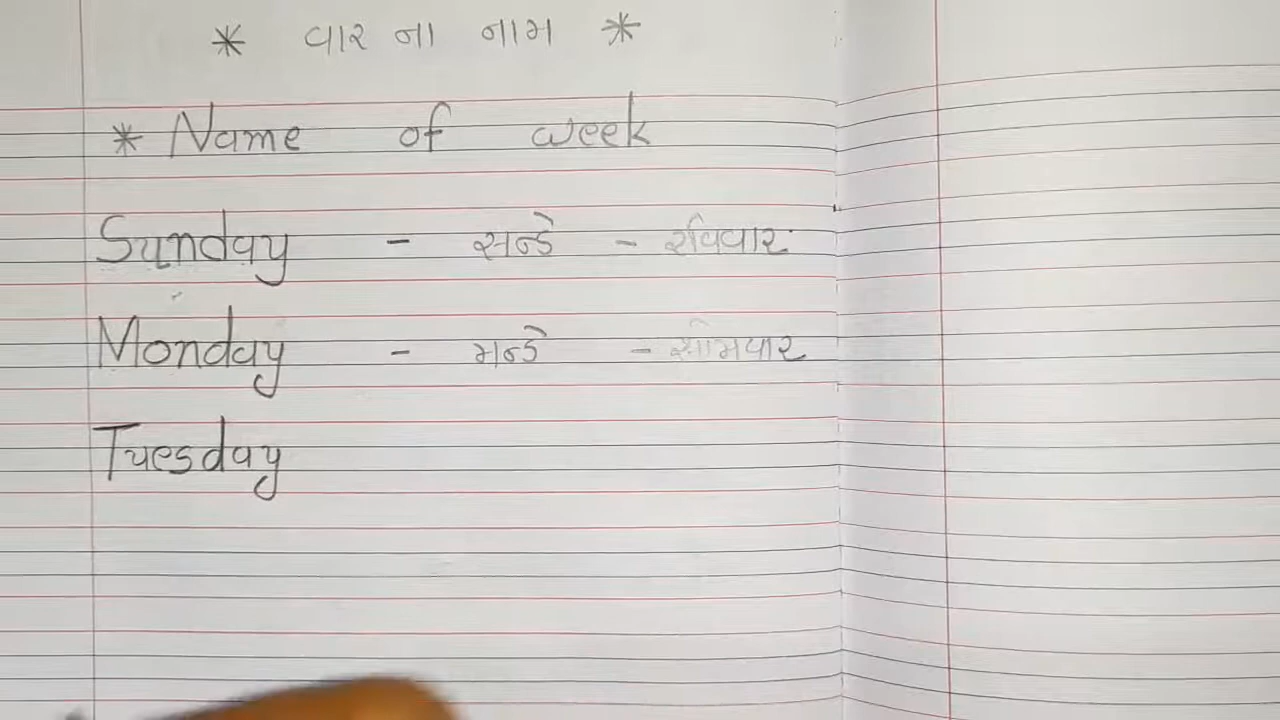 * વાર ના નામ *
* Name of week
Sunday - સન્ડે - રવિવાર
Monday - મન્ડે - સોમવાર
Tuesday